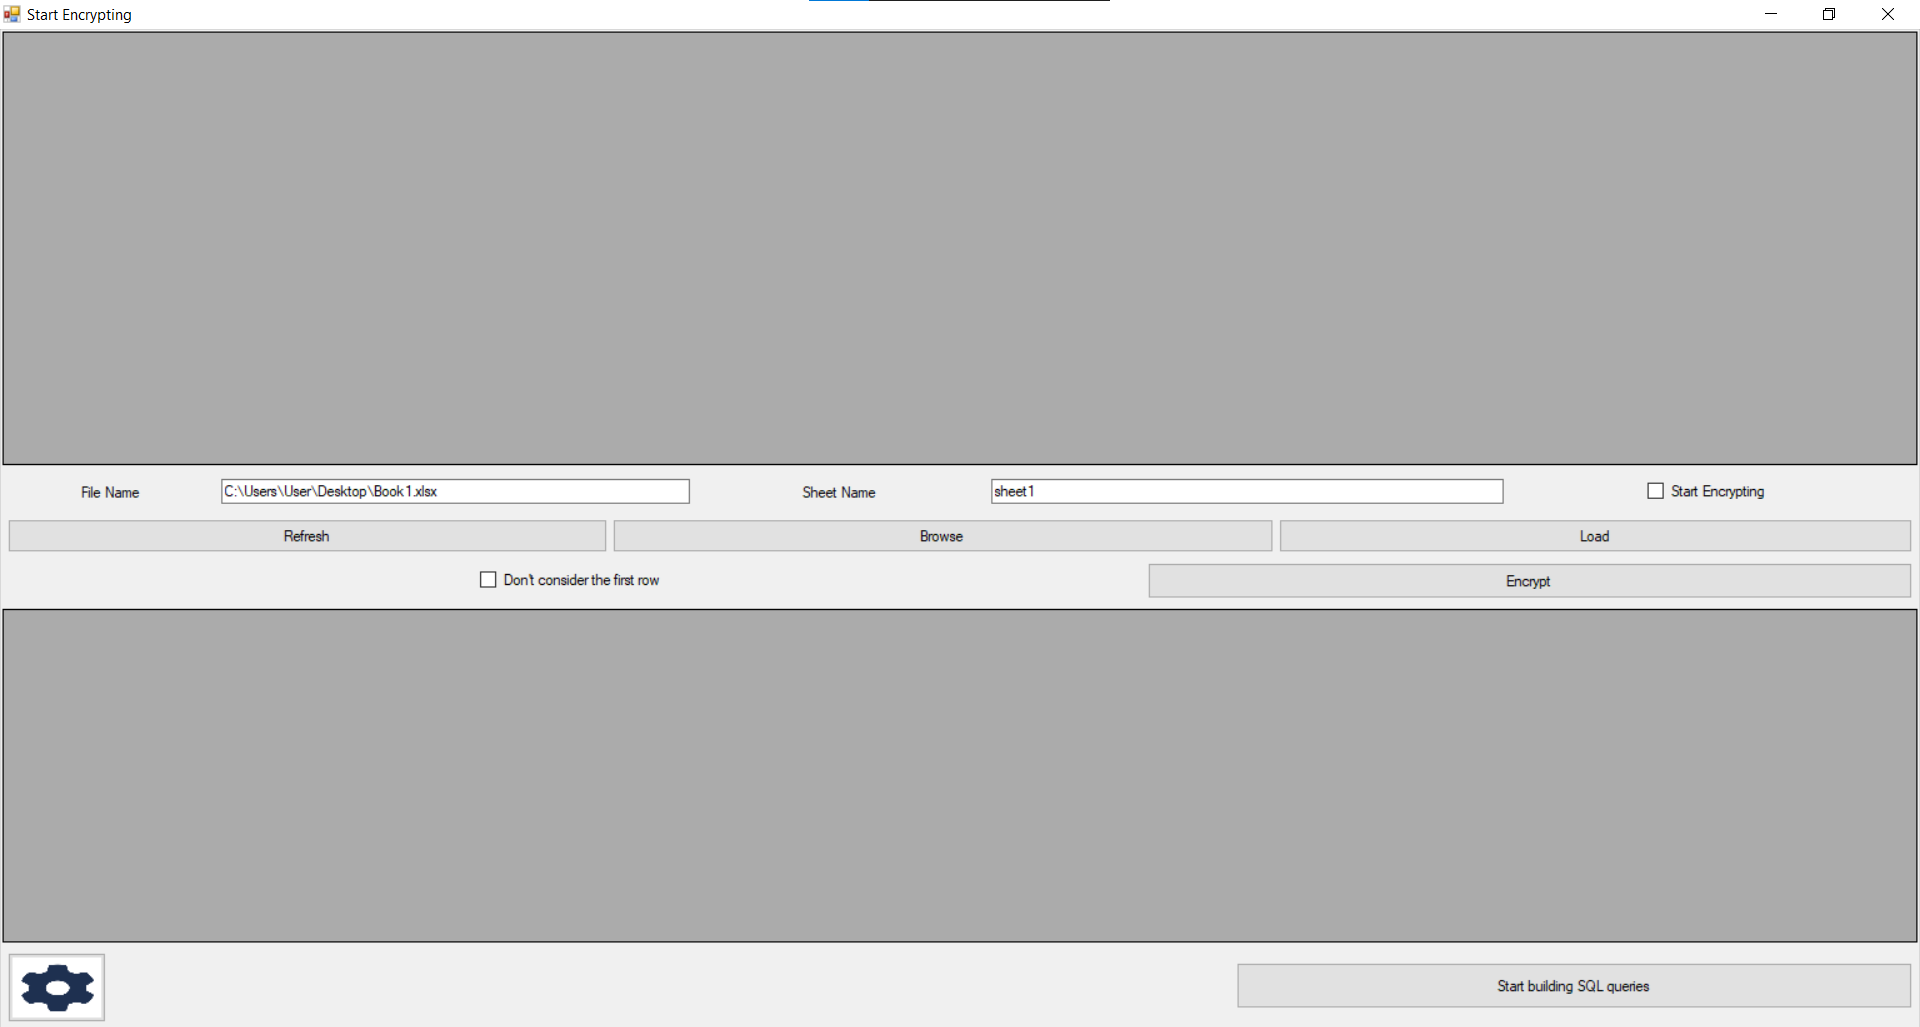 Start Encrypting
File Name C:\Users\User\Desktop\Book1.xlsx Sheet Name sheet1 Start Encrypting
Refresh Browse Load
Don't consider the first row Encrypt
Start building SQL queries